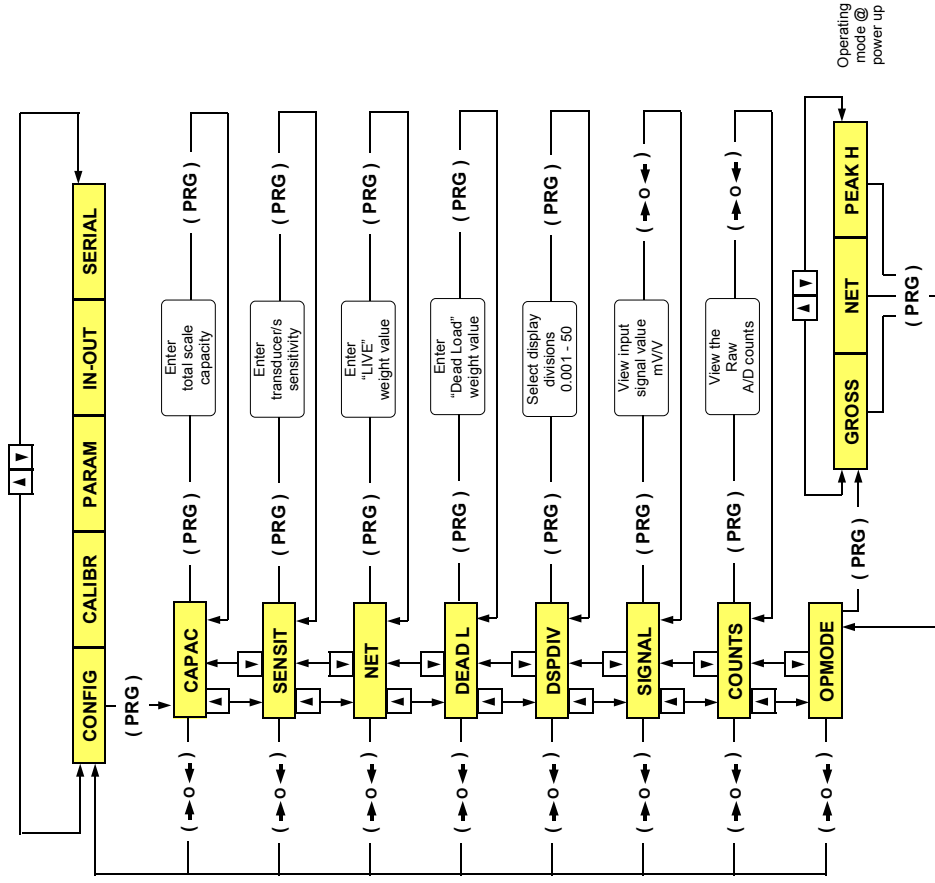 CONFIG CALIBR PARAM IN-OUT SERIAL
( PRG )
CAPAC
( PRG )
Enter
total scale
capacity
( PRG )
( O )
SENSIT
( PRG )
Enter
transducer/s
sensitivity
( PRG )
( O )
NET
( PRG )
Enter
“LIVE”
weight value
( PRG )
( O )
DEAD L
( PRG )
Enter
“Dead Load”
weight value
( PRG )
( O )
DSPDIV
( PRG )
Select display
divisions
0.001 - 50
( PRG )
( O )
SIGNAL
( PRG )
View input
signal value
mV/V
( O )
( O )
COUNTS
( PRG )
View the
Raw
A/D counts
( O )
( O )
OPMODE
( PRG )
GROSS NET PEAK H
( PRG )
Operating
mode @
power up